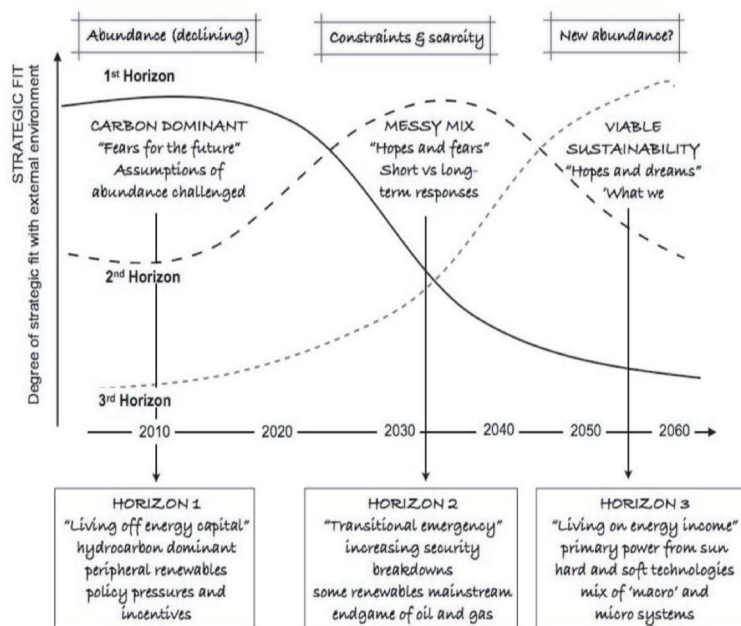 Abundance (declining)
Constraints & scarcity
New abundance?
STRATEGIC FIT
Degree of strategic fit with external environment
1st Horizon
CARBON DOMINANT
"Fears for the future"
Assumptions of
abundance challenged
MESSY MIX
"Hopes and fears"
Short vs long-
term responses
VIABLE
SUSTAINABILITY
"Hopes and dreams"
'What we
2nd Horizon
3rd Horizon
2010 2020 2030 2040 2050 2060
HORIZON 1
"Living off energy capital"
hydrocarbon dominant
peripheral renewables
policy pressures and
incentives
HORIZON 2
"Transitional emergency"
increasing security
breakdowns
some renewables mainstream
endgame of oil and gas
HORIZON 3
"Living on energy income"
primary power from sun
hard and soft technologies
mix of 'macro' and
micro systems